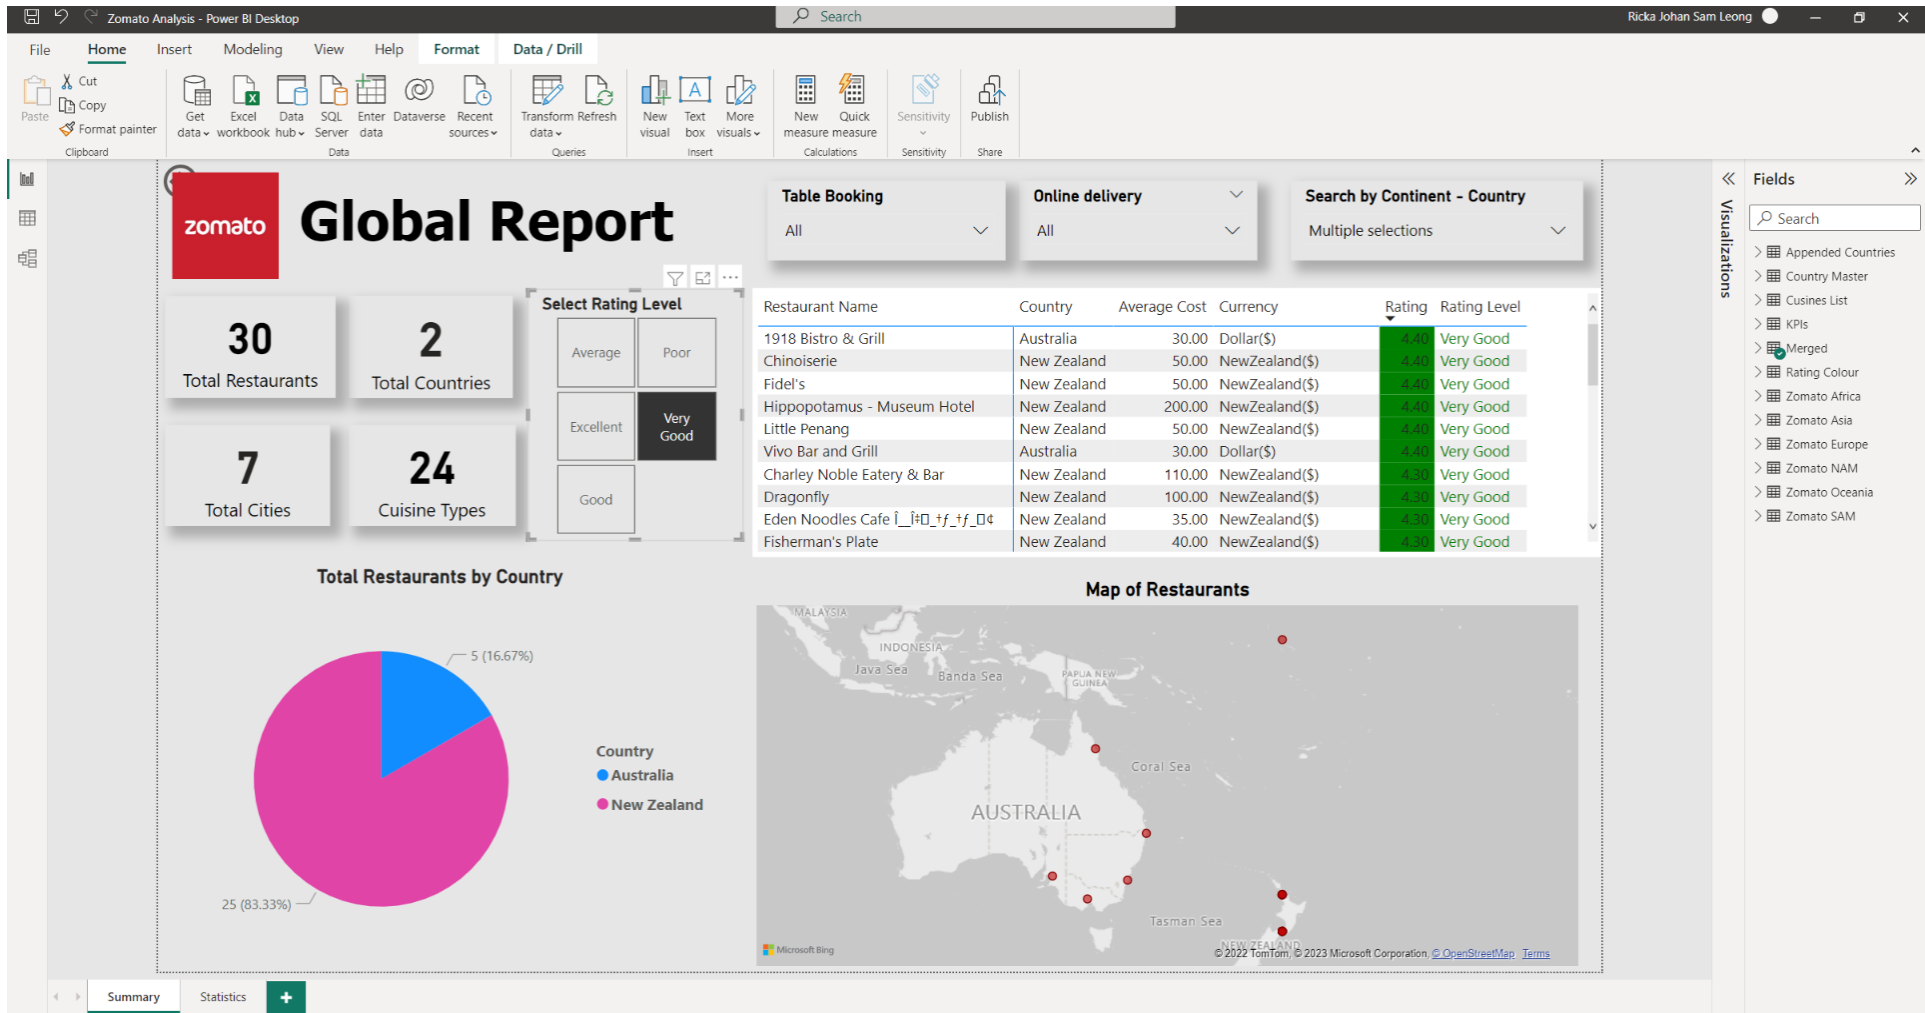 Zomato Analysis - Power BI Desktop
Search
Ricka Johan Sam Leong
File Home Insert Modeling View Help Format Data / Drill
Paste
Cut
Copy
Format painter
Clipboard
Get data
Excel workbook
Data hub
SQL Server
Enter data
Dataverse
Recent sources
Data
Transform data
Refresh
Queries
New visual
Text box
More visuals
Insert
New measure
Quick measure
Calculations
Sensitivity
Sensitivity
Publish
Share
zomato
Global Report
Table Booking
All
Online delivery
All
Search by Continent - Country
Multiple selections
30
Total Restaurants
2
Total Countries
7
Total Cities
24
Cuisine Types
Select Rating Level
Average
Poor
Excellent
Very Good
Good
Restaurant Name Country Average Cost Currency Rating Rating Level
1918 Bistro & Grill Australia 30.00 Dollar($) 4.40 Very Good
Chinoiserie New Zealand 50.00 NewZealand($) 4.40 Very Good
Fidel's New Zealand 50.00 NewZealand($) 4.40 Very Good
Hippopotamus - Museum Hotel New Zealand 200.00 NewZealand($) 4.40 Very Good
Little Penang New Zealand 50.00 NewZealand($) 4.40 Very Good
Vivo Bar and Grill Australia 30.00 Dollar($) 4.40 Very Good
Charley Noble Eatery & Bar New Zealand 110.00 NewZealand($) 4.30 Very Good
Dragonfly New Zealand 100.00 NewZealand($) 4.30 Very Good
Eden Noodles Cafe New Zealand 35.00 NewZealand($) 4.30 Very Good
Fisherman's Plate New Zealand 40.00 NewZealand($) 4.30 Very Good
Total Restaurants by Country
5 (16.67%)
25 (83.33%)
Country
Australia
New Zealand
Map of Restaurants
MALAYSIA
INDONESIA
Java Sea
Banda Sea
PAPUA NEW GUINEA
Coral Sea
AUSTRALIA
Tasman Sea
NEW ZEALAND
Microsoft Bing
© 2022 TomTom, © 2023 Microsoft Corporation, © OpenStreetMap Terms
Visualizations
Fields
Search
Appended Countries
Country Master
Cusines List
KPIs
Merged
Rating Colour
Zomato Africa
Zomato Asia
Zomato Europe
Zomato NAM
Zomato Oceania
Zomato SAM
Summary
Statistics